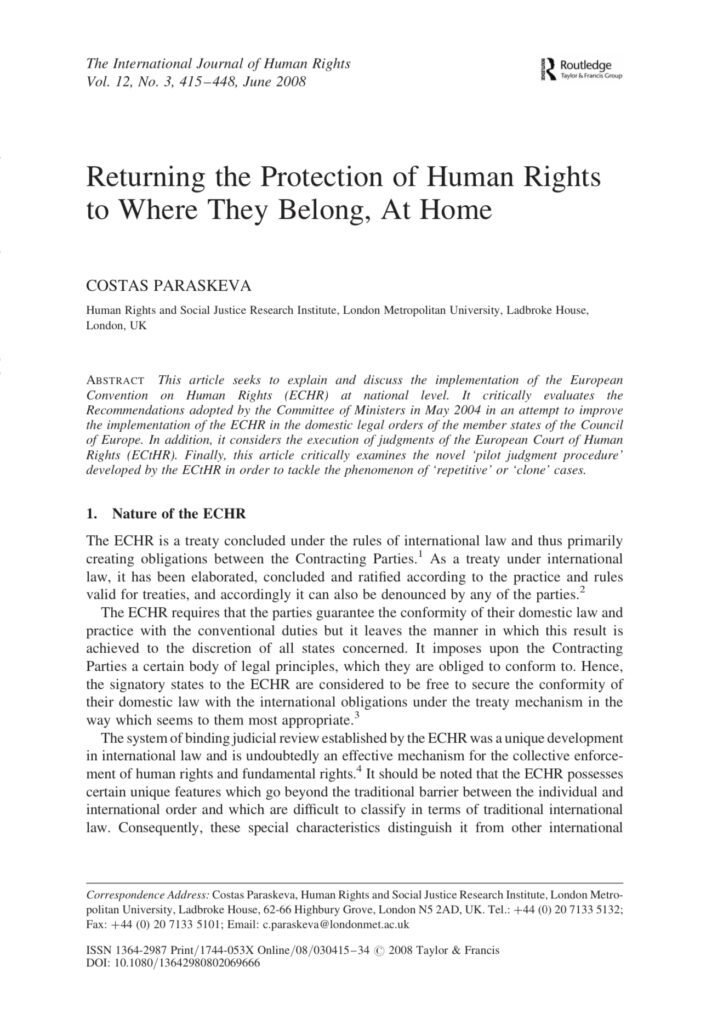 The International Journal of Human Rights
Vol. 12, No. 3, 415–448, June 2008
Routledge
Taylor & Francis Group
Returning the Protection of Human Rights
to Where They Belong, At Home
COSTAS PARASKEVA
Human Rights and Social Justice Research Institute, London Metropolitan University, Ladbroke House,
London, UK
ABSTRACT This article seeks to explain and discuss the implementation of the European
Convention on Human Rights (ECHR) at national level. It critically evaluates the
Recommendations adopted by the Committee of Ministers in May 2004 in an attempt to improve
the implementation of the ECHR in the domestic legal orders of the member states of the Council
of Europe. In addition, it considers the execution of judgments of the European Court of Human
Rights (ECtHR). Finally, this article critically examines the novel ‘pilot judgment procedure’
developed by the ECtHR in order to tackle the phenomenon of ‘repetitive’ or ‘clone’ cases.
1. Nature of the ECHR
The ECHR is a treaty concluded under the rules of international law and thus primarily
creating obligations between the Contracting Parties.1 As a treaty under international
law, it has been elaborated, concluded and ratified according to the practice and rules
valid for treaties, and accordingly it can also be denounced by any of the parties.2
The ECHR requires that the parties guarantee the conformity of their domestic law and
practice with the conventional duties but it leaves the manner in which this result is
achieved to the discretion of all states concerned. It imposes upon the Contracting
Parties a certain body of legal principles, which they are obliged to conform to. Hence,
the signatory states to the ECHR are considered to be free to secure the conformity of
their domestic law with the international obligations under the treaty mechanism in the
way which seems to them most appropriate.3
The system of binding judicial review established by the ECHR was a unique development
in international law and is undoubtedly an effective mechanism for the collective enforce-
ment of human rights and fundamental rights.4 It should be noted that the ECHR possesses
certain unique features which go beyond the traditional barrier between the individual and
international order and which are difficult to classify in terms of traditional international
law. Consequently, these special characteristics distinguish it from other international
Correspondence Address: Costas Paraskeva, Human Rights and Social Justice Research Institute, London Metro-
politan University, Ladbroke House, 62-66 Highbury Grove, London N5 2AD, UK. Tel.: +44 (0) 20 7133 5132;
Fax: +44 (0) 20 7133 5101; Email: c.paraskeva@londonmet.ac.uk
ISSN 1364-2987 Print/1744-053X Online/08/030415–34 © 2008 Taylor & Francis
DOI: 10.1080/13642980802069666